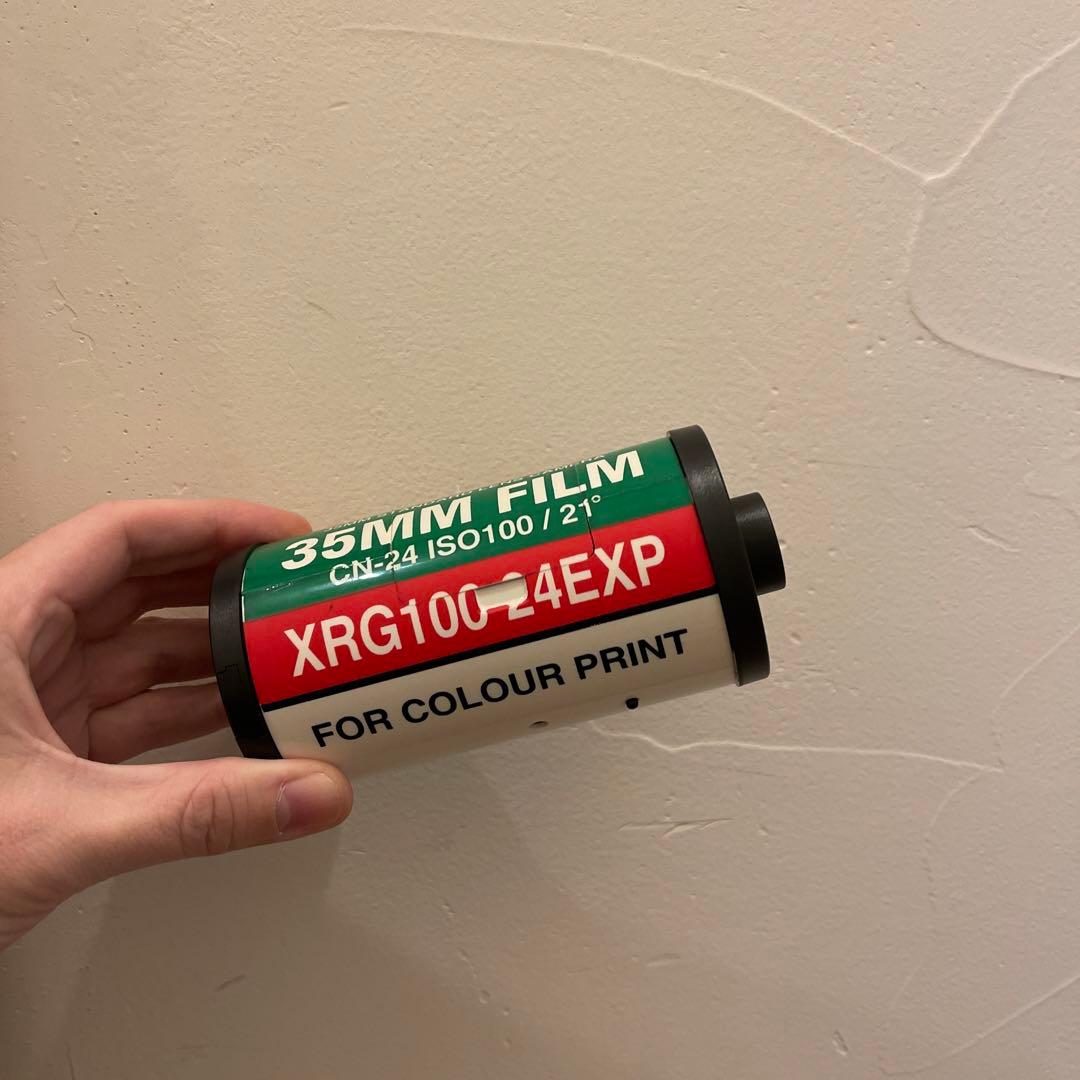 35MM FILM
CN-24 ISO100 / 21°
XRG100-24EXP
FOR COLOUR PRINT